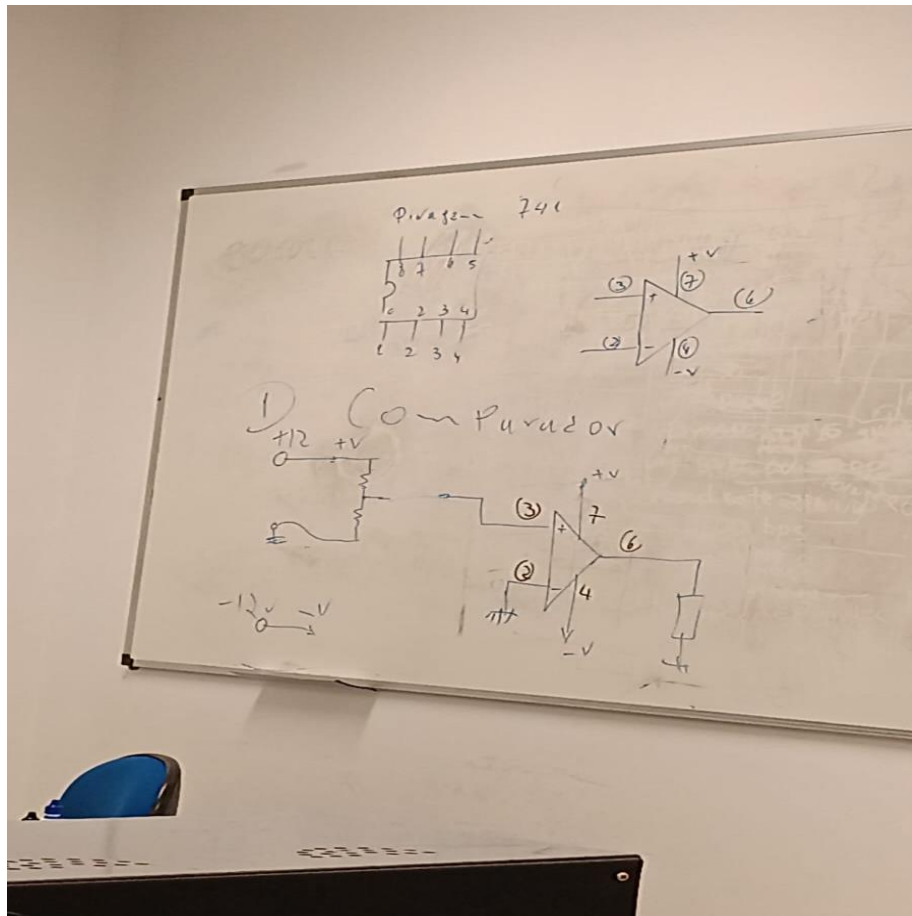 Pinagem 741
8 7 6 5
2 3 4
1 2 3 4
+V
(3) + (7) (6)
(2) - (4)
-V
1) Comparador
+12 +V
+V
(3) + 7 (6)
(2) - 4
-12V -V
-V